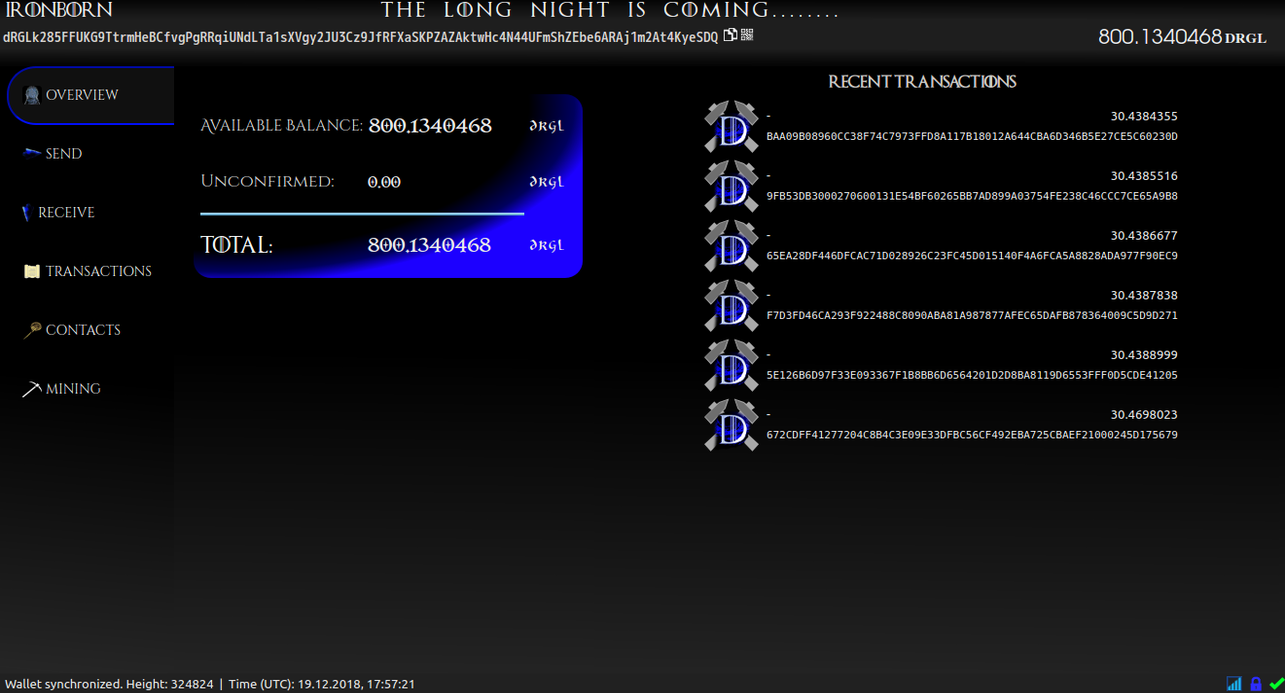 IRONBORN
THE LONG NIGHT IS COMING........
dRGLk285FFUKG9TtrmHeBCfvgPgRRqiUNdLTa1sXVgy2JU3Cz9JfRFXaSKPZAZAktwHc4N44UFmShZEbe6ARAj1m2At4KyeSDQ
800.1340468 DRGL
OVERVIEW
SEND
RECEIVE
TRANSACTIONS
CONTACTS
MINING
AVAILABLE BALANCE: 800.1340468 DRGL
UNCONFIRMED: 0.00 DRGL
TOTAL: 800.1340468 DRGL
RECENT TRANSACTIONS
- 30.4384355
BAA09B08960CC38F74C7973FFD8A117B18012A644CBA6D346B5E27CE5C60230D
- 30.4385516
9FB53DB3000270600131E54BF60265BB7AD899A03754FE238C46CCC7CE65A9B8
- 30.4386677
65EA28DF446DFCAC71D028926C23FC45D015140F4A6FCA5A8828ADA977F90EC9
- 30.4387838
F7D3FD46CA293F922488C8090ABA81A987877AFEC65DAFB878364009C5D9D271
- 30.4388999
5E126B6D97F33E093367F1B8BB6D6564201D2D8BA8119D6553FFF0D5CDE41205
- 30.4698023
672CDFF41277204C8B4C3E09E33DFBC56CF492EBA725CBAEF21000245D175679
Wallet synchronized. Height: 324824 | Time (UTC): 19.12.2018, 17:57:21